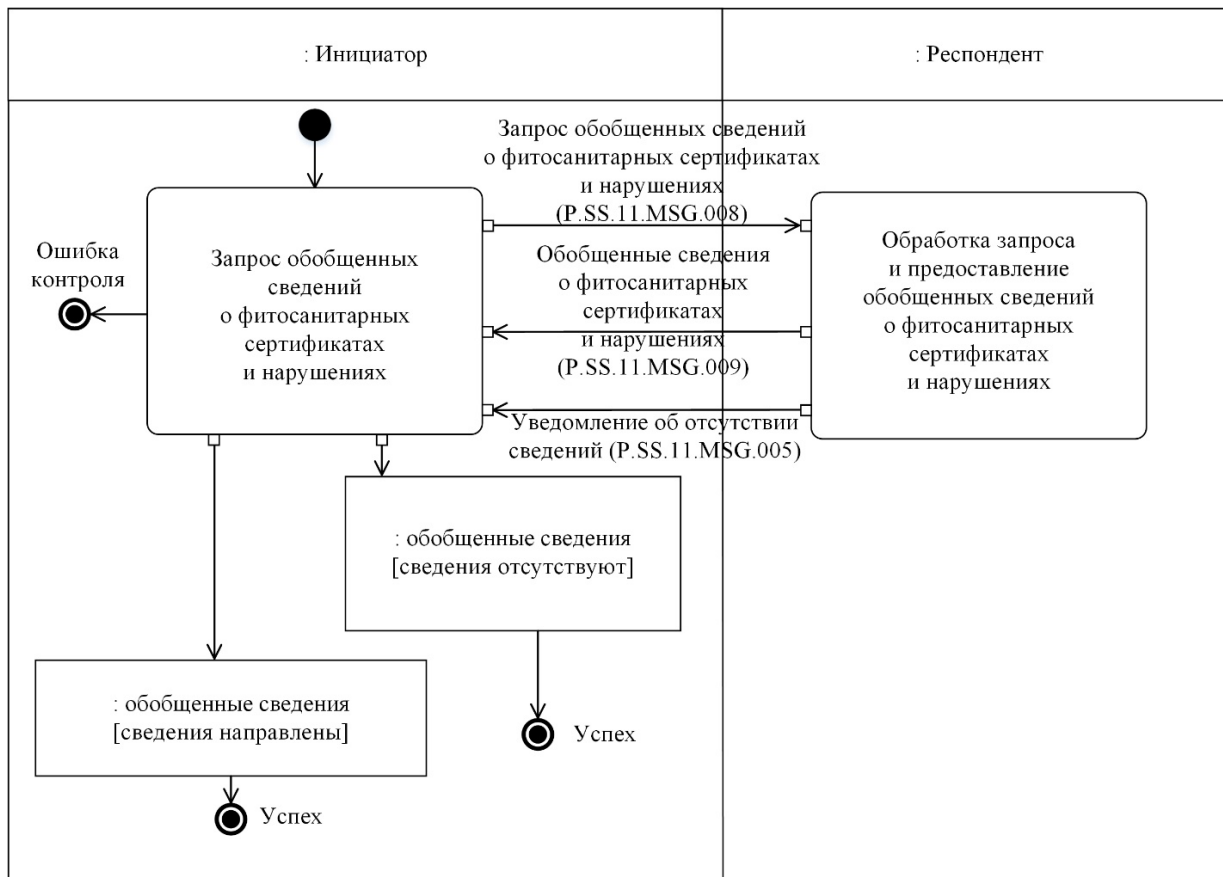 : Инициатор
: Респондент
Запрос обобщенных сведений
о фитосанитарных сертификатах
и нарушениях
(P.SS.11.MSG.008)
Ошибка
контроля
Запрос обобщенных
сведений
о фитосанитарных
сертификатах
и нарушениях
Обобщенные сведения
о фитосанитарных
сертификатах
и нарушениях
(P.SS.11.MSG.009)
Обработка запроса
и предоставление
обобщенных сведений
о фитосанитарных
сертификатах
и нарушениях
Уведомление об отсутствии
сведений (P.SS.11.MSG.005)
: обобщенные сведения
[сведения отсутствуют]
: обобщенные сведения
[сведения направлены]
Успех
Успех